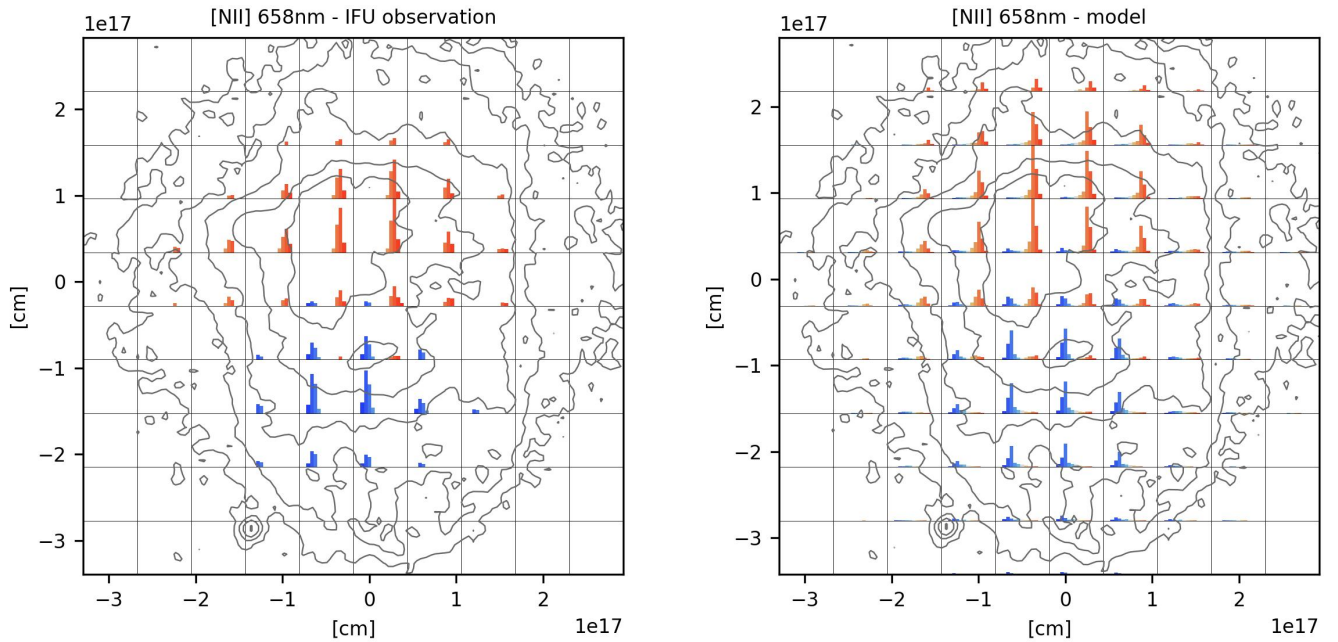 [NII] 658nm - IFU observation
1e17
2
1
0
−1
−2
−3
[cm]
−3 −2 −1 0 1 2
[cm]
1e17
[NII] 658nm - model
1e17
2
1
0
−1
−2
−3
[cm]
−3 −2 −1 0 1 2
[cm]
1e17